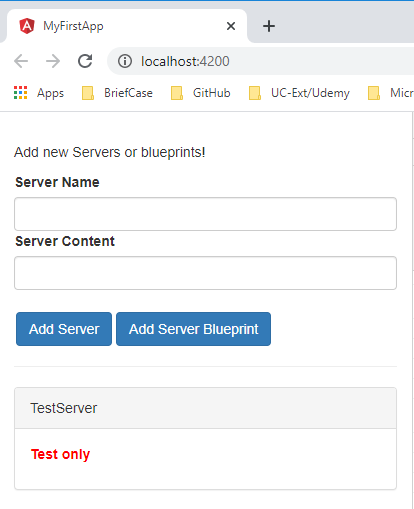 MyFirstApp
localhost:4200
Apps BriefCase GitHub UC-Ext/Udemy Micr
Add new Servers or blueprints!
Server Name
Server Content
Add Server Add Server Blueprint
TestServer
Test only